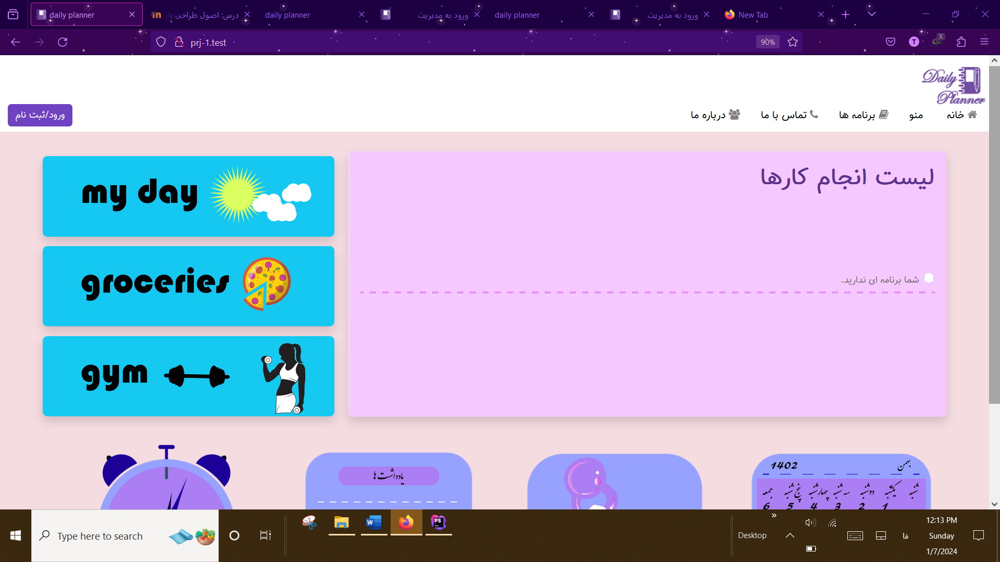 daily planner
درس: اصول طراحی پا
daily planner
ورود به مدیریت
daily planner
ورود به مدیریت
New Tab
prj-1.test
90%
T
X
Daily
Planner
خانه
منو
برنامه ها
تماس با ما
درباره ما
ورود/ثبت نام
لیست انجام کارها
شما برنامه ای ندارید.
my day
groceries
gym
یادداشت ها
بهمن 1402
شنبه یکشنبه دوشنبه سه شنبه چهارشنبه پنج شنبه جمعه
1 2 3 4 5 6
Type here to search
W
PS
Desktop
فا
12:13 PM
Sunday
1/7/2024